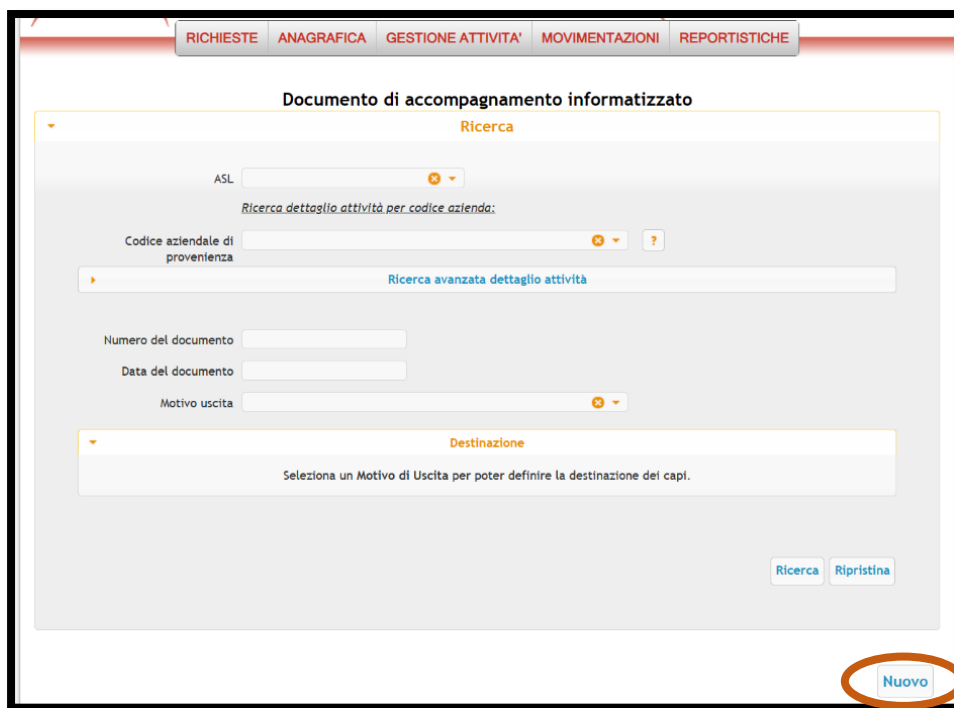 RICHIESTE ANAGRAFICA GESTIONE ATTIVITA' MOVIMENTAZIONI REPORTISTICHE
Documento di accompagnamento informatizzato
Ricerca
ASL
Ricerca dettaglio attività per codice azienda:
Codice aziendale di
provenienza
?
Ricerca avanzata dettaglio attività
Numero del documento
Data del documento
Motivo uscita
Destinazione
Seleziona un Motivo di Uscita per poter definire la destinazione dei capi.
Ricerca Ripristina
Nuovo